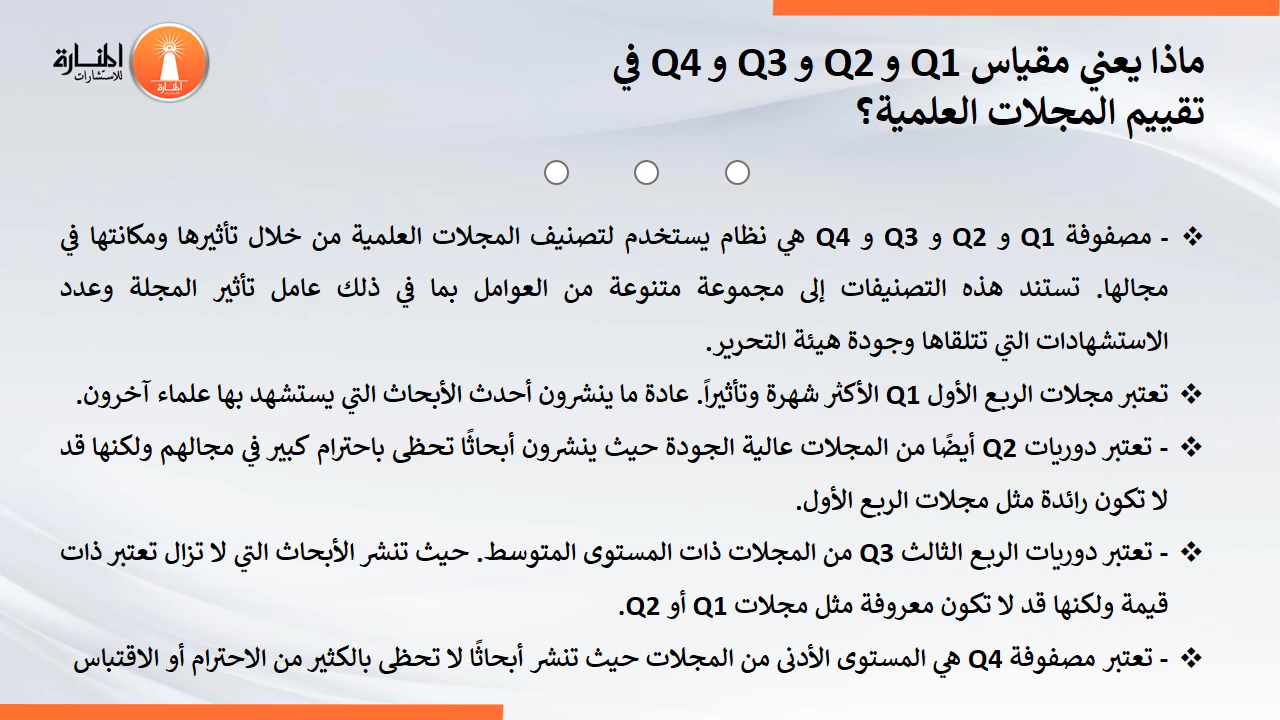 المنارة
للاستشارات
المنارة
ماذا يعني مقياس Q1 و Q2 و Q3 و Q4 في
تقييم المجلات العلمية؟
❖ - مصفوفة Q1 و Q2 و Q3 و Q4 هي نظام يستخدم لتصنيف المجلات العلمية من خلال تأثيرها ومكانتها في
مجالها. تستند هذه التصنيفات إلى مجموعة متنوعة من العوامل بما في ذلك عامل تأثير المجلة وعدد
الاستشهادات التي تتلقاها وجودة هيئة التحرير.
❖ تعتبر مجلات الربع الأول Q1 الأكثر شهرة وتأثيراً. عادة ما ينشرون أحدث الأبحاث التي يستشهد بها علماء آخرون.
❖ - تعتبر دوريات Q2 أيضًا من المجلات عالية الجودة حيث ينشرون أبحاثًا تحظى باحترام كبير في مجالهم ولكنها قد
لا تكون رائدة مثل مجلات الربع الأول.
❖ - تعتبر دوريات الربع الثالث Q3 من المجلات ذات المستوى المتوسط. حيث تنشر الأبحاث التي لا تزال تعتبر ذات
قيمة ولكنها قد لا تكون معروفة مثل مجلات Q1 أو Q2.
❖ - تعتبر مصفوفة Q4 هي المستوى الأدنى من المجلات حيث تنشر أبحاثًا لا تحظى بالكثير من الاحترام أو الاقتباس